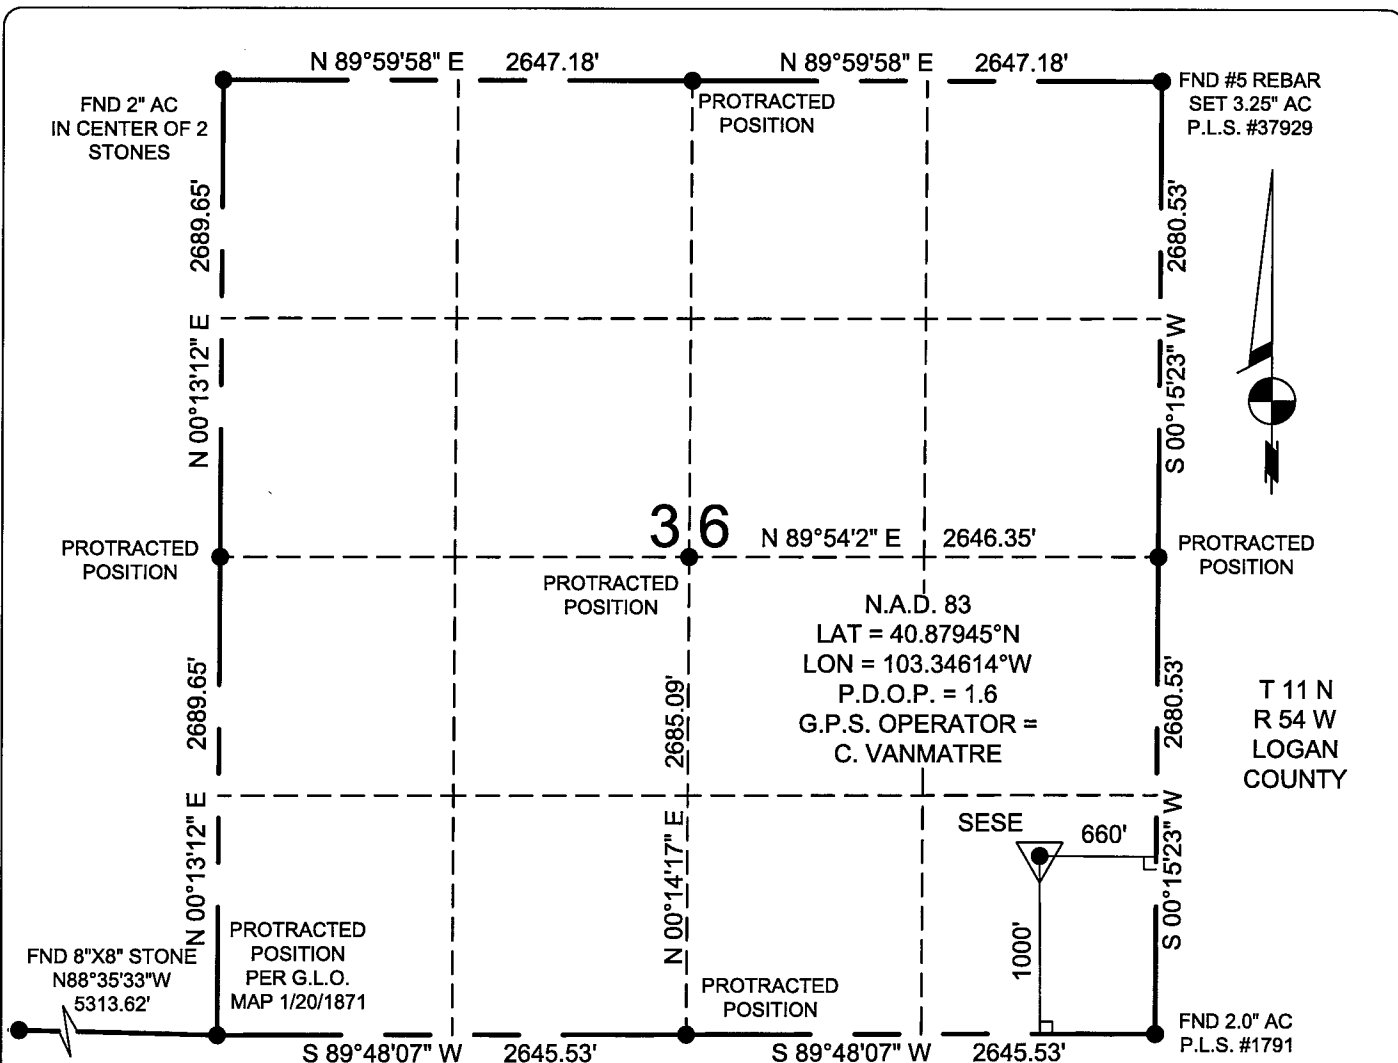 N 89°59'58" E 2647.18' N 89°59'58" E 2647.18'
FND 2" AC
IN CENTER OF 2
STONES
PROTRACTED
POSITION
FND #5 REBAR
SET 3.25" AC
P.L.S. #37929
2689.65'
2680.53'
N 00°13'12" E
S 00°15'23" W
36
PROTRACTED
POSITION
PROTRACTED
POSITION
N 89°54'2" E 2646.35'
PROTRACTED
POSITION
N.A.D. 83
LAT = 40.87945°N
LON = 103.34614°W
P.D.O.P. = 1.6
G.P.S. OPERATOR =
C. VANMATRE
2689.65'
2685.09'
2680.53'
T 11 N
R 54 W
LOGAN
COUNTY
N 00°13'12" E
N 00°14'17" E
S 00°15'23" W
SESE
660'
1000'
FND 8"X8" STONE
N88°35'33"W
5313.62'
PROTRACTED
POSITION
PER G.L.O.
MAP 1/20/1871
PROTRACTED
POSITION
FND 2.0" AC
P.L.S. #1791
S 89°48'07" W 2645.53' S 89°48'07" W 2645.53'